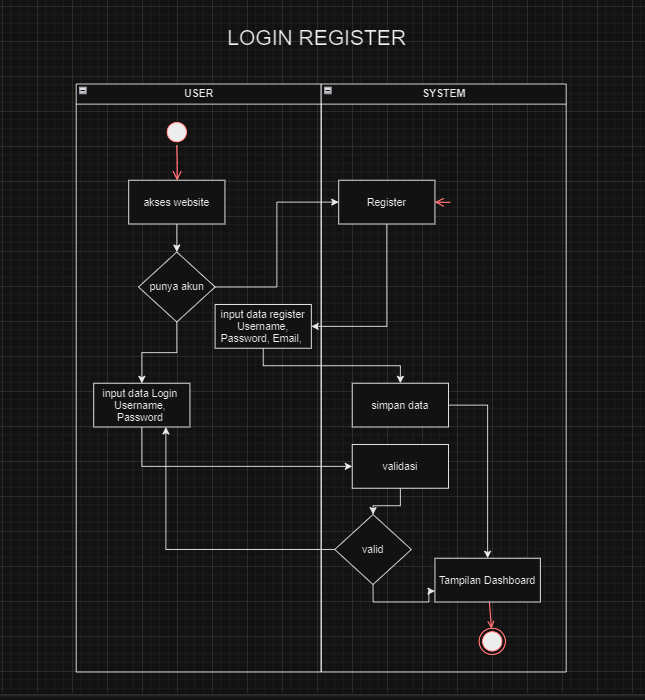 LOGIN REGISTER
USER
SYSTEM
akses website
Register
punya akun
input data register
Username,
Password, Email,
input data Login
Username,
Password
simpan data
validasi
valid
Tampilan Dashboard